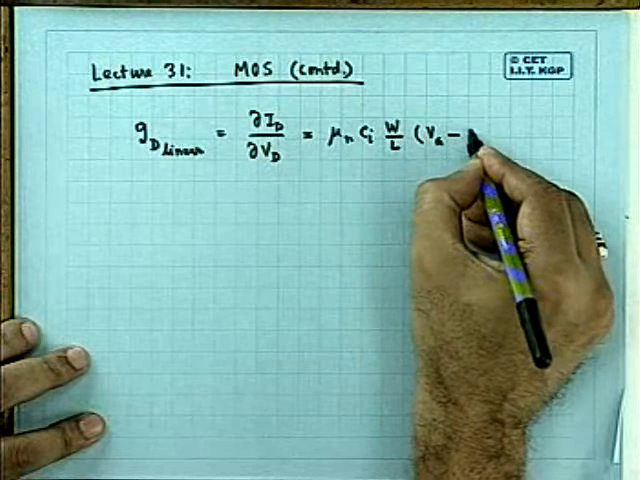 Lecture 31: MOS (contd.)
© CET
I.I.T. KGP
g_D linear = ∂I_D / ∂V_D = μ_n C_i W/L (V_G −